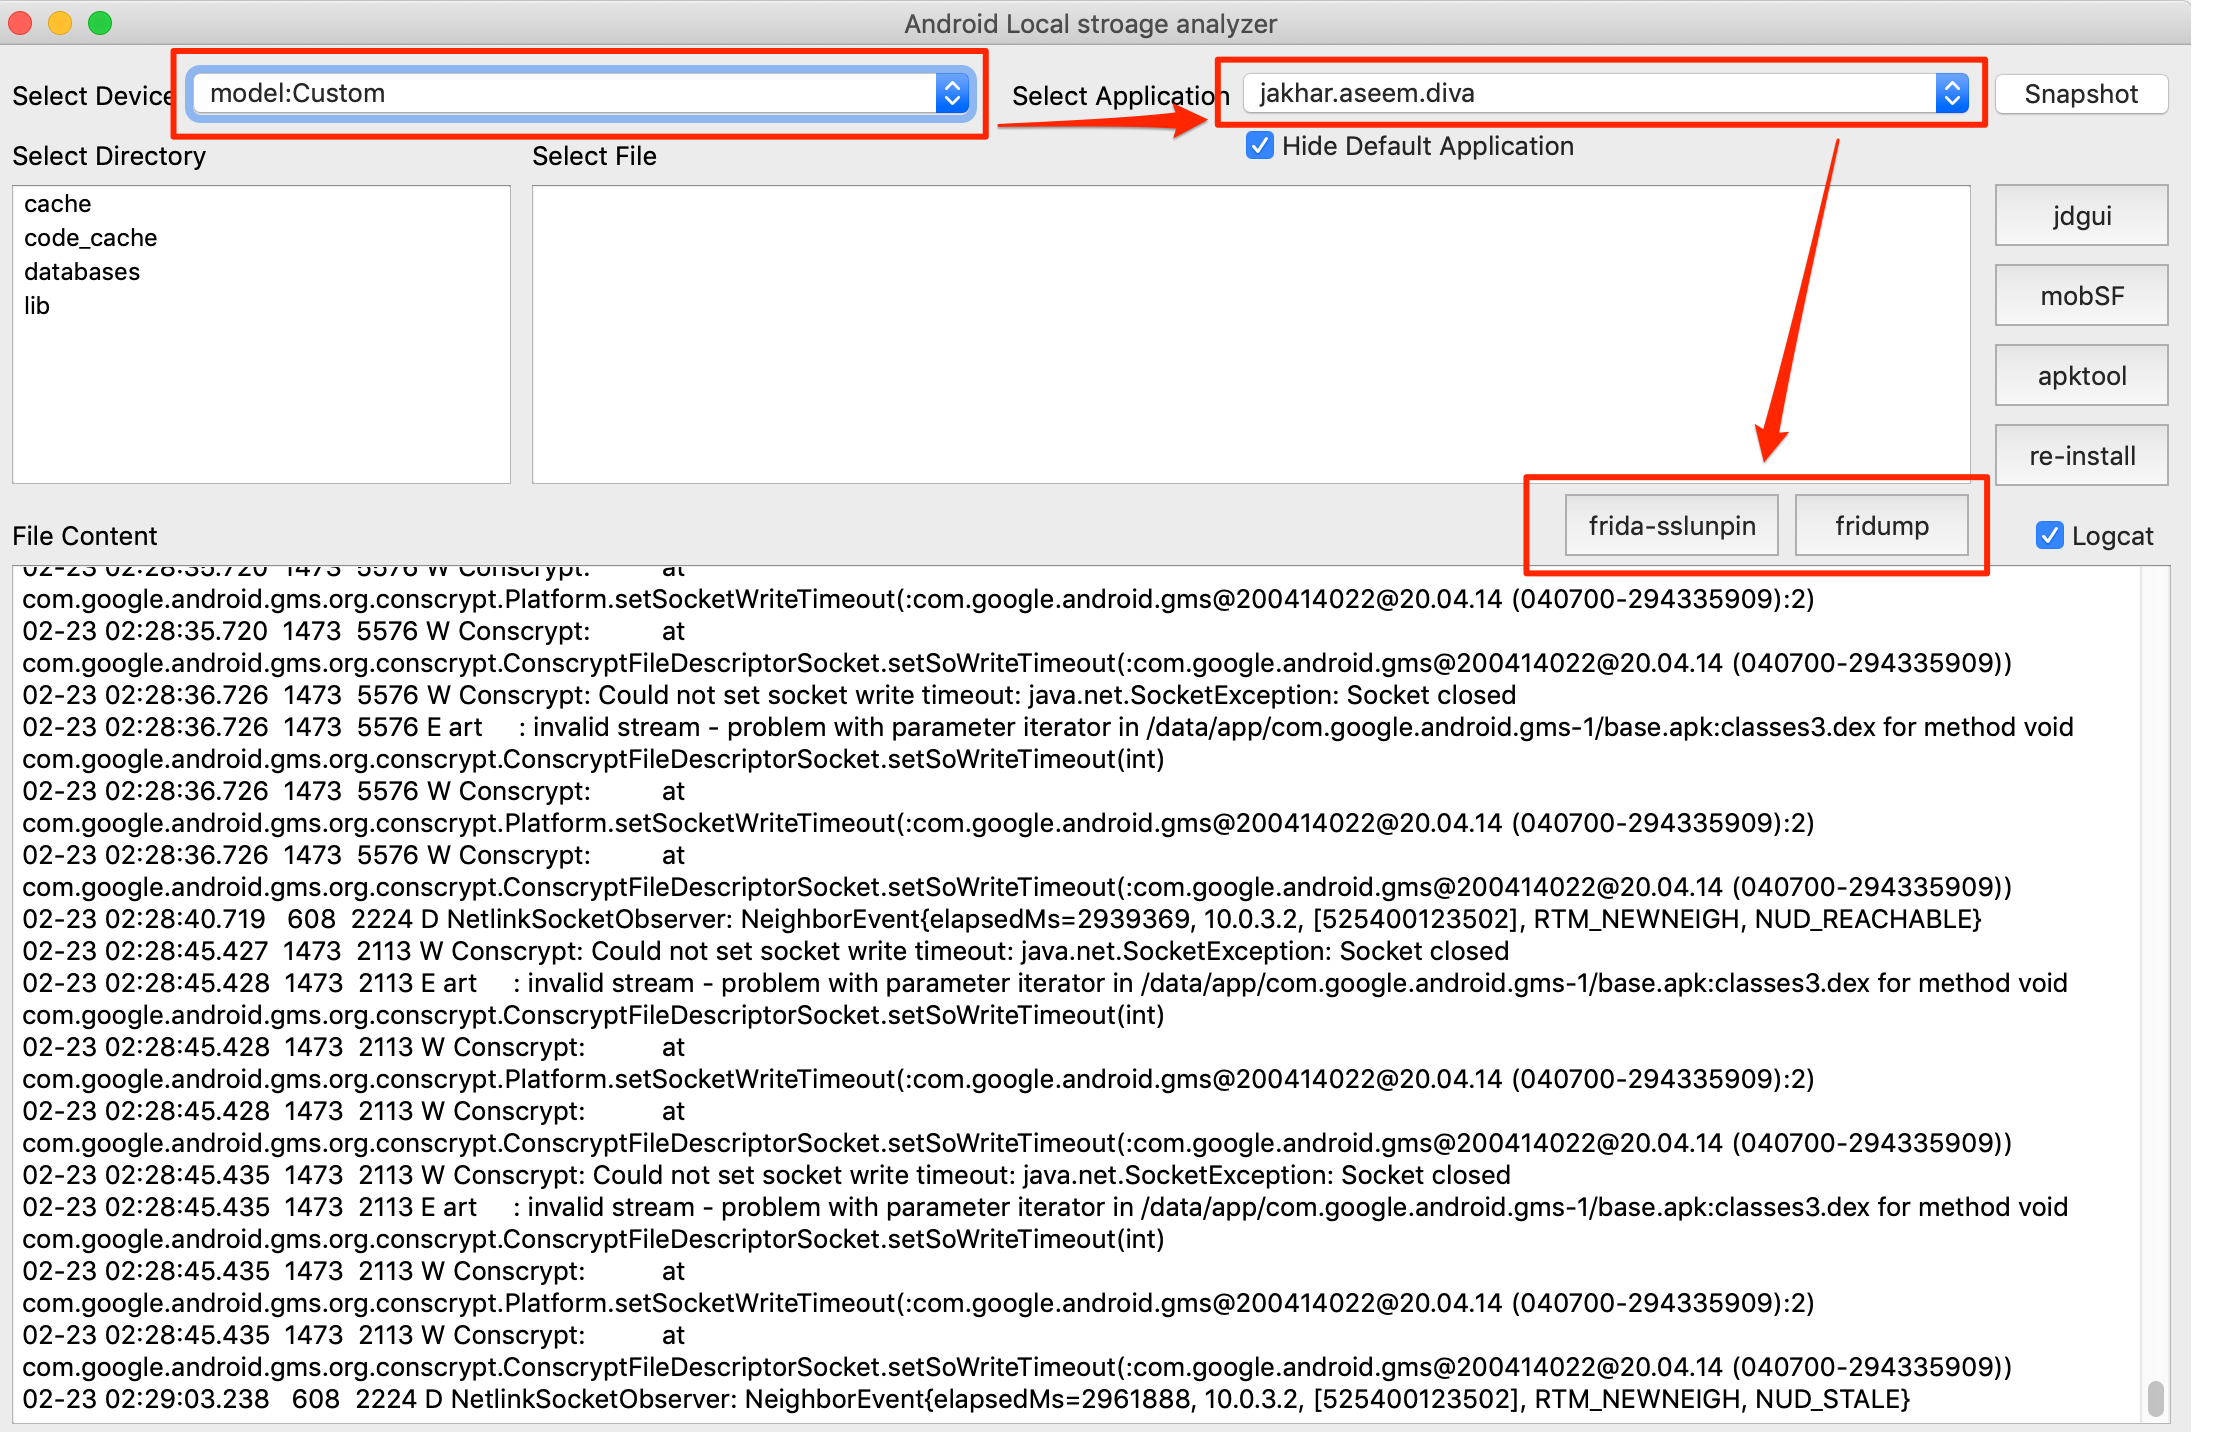 Android Local stroage analyzer
Select Device
model:Custom
Select Application
jakhar.aseem.diva
Snapshot
Hide Default Application
Select Directory
Select File
cache
code_cache
databases
lib
jdgui
mobSF
apktool
re-install
frida-sslunpin
fridump
File Content
Logcat
02-23 02:28:35.720  1473  5576 W Conscrypt:          at
com.google.android.gms.org.conscrypt.Platform.setSocketWriteTimeout(:com.google.android.gms@200414022@20.04.14 (040700-294335909):2)
02-23 02:28:35.720  1473  5576 W Conscrypt:          at
com.google.android.gms.org.conscrypt.ConscryptFileDescriptorSocket.setSoWriteTimeout(:com.google.android.gms@200414022@20.04.14 (040700-294335909))
02-23 02:28:36.726  1473  5576 W Conscrypt: Could not set socket write timeout: java.net.SocketException: Socket closed
02-23 02:28:36.726  1473  5576 E art     : invalid stream - problem with parameter iterator in /data/app/com.google.android.gms-1/base.apk:classes3.dex for method void
com.google.android.gms.org.conscrypt.ConscryptFileDescriptorSocket.setSoWriteTimeout(int)
02-23 02:28:36.726  1473  5576 W Conscrypt:          at
com.google.android.gms.org.conscrypt.Platform.setSocketWriteTimeout(:com.google.android.gms@200414022@20.04.14 (040700-294335909):2)
02-23 02:28:36.726  1473  5576 W Conscrypt:          at
com.google.android.gms.org.conscrypt.ConscryptFileDescriptorSocket.setSoWriteTimeout(:com.google.android.gms@200414022@20.04.14 (040700-294335909))
02-23 02:28:40.719   608  2224 D NetlinkSocketObserver: NeighborEvent{elapsedMs=2939369, 10.0.3.2, [525400123502], RTM_NEWNEIGH, NUD_REACHABLE}
02-23 02:28:45.427  1473  2113 W Conscrypt: Could not set socket write timeout: java.net.SocketException: Socket closed
02-23 02:28:45.428  1473  2113 E art     : invalid stream - problem with parameter iterator in /data/app/com.google.android.gms-1/base.apk:classes3.dex for method void
com.google.android.gms.org.conscrypt.ConscryptFileDescriptorSocket.setSoWriteTimeout(int)
02-23 02:28:45.428  1473  2113 W Conscrypt:          at
com.google.android.gms.org.conscrypt.Platform.setSocketWriteTimeout(:com.google.android.gms@200414022@20.04.14 (040700-294335909):2)
02-23 02:28:45.428  1473  2113 W Conscrypt:          at
com.google.android.gms.org.conscrypt.ConscryptFileDescriptorSocket.setSoWriteTimeout(:com.google.android.gms@200414022@20.04.14 (040700-294335909))
02-23 02:28:45.435  1473  2113 W Conscrypt: Could not set socket write timeout: java.net.SocketException: Socket closed
02-23 02:28:45.435  1473  2113 E art     : invalid stream - problem with parameter iterator in /data/app/com.google.android.gms-1/base.apk:classes3.dex for method void
com.google.android.gms.org.conscrypt.ConscryptFileDescriptorSocket.setSoWriteTimeout(int)
02-23 02:28:45.435  1473  2113 W Conscrypt:          at
com.google.android.gms.org.conscrypt.Platform.setSocketWriteTimeout(:com.google.android.gms@200414022@20.04.14 (040700-294335909):2)
02-23 02:28:45.435  1473  2113 W Conscrypt:          at
com.google.android.gms.org.conscrypt.ConscryptFileDescriptorSocket.setSoWriteTimeout(:com.google.android.gms@200414022@20.04.14 (040700-294335909))
02-23 02:29:03.238   608  2224 D NetlinkSocketObserver: NeighborEvent{elapsedMs=2961888, 10.0.3.2, [525400123502], RTM_NEWNEIGH, NUD_STALE}